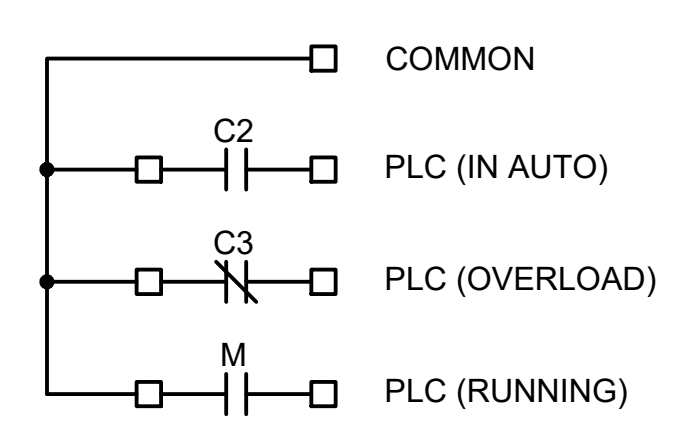 COMMON
C2
PLC (IN AUTO)
C3
PLC (OVERLOAD)
M
PLC (RUNNING)